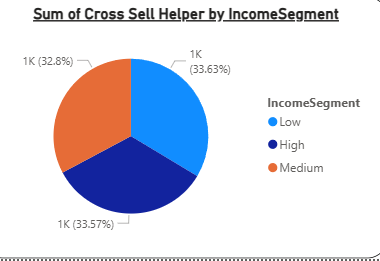 Sum of Cross Sell Helper by IncomeSegment
1K (32.8%)
1K
(33.63%)
IncomeSegment
Low
High
Medium
1K (33.57%)